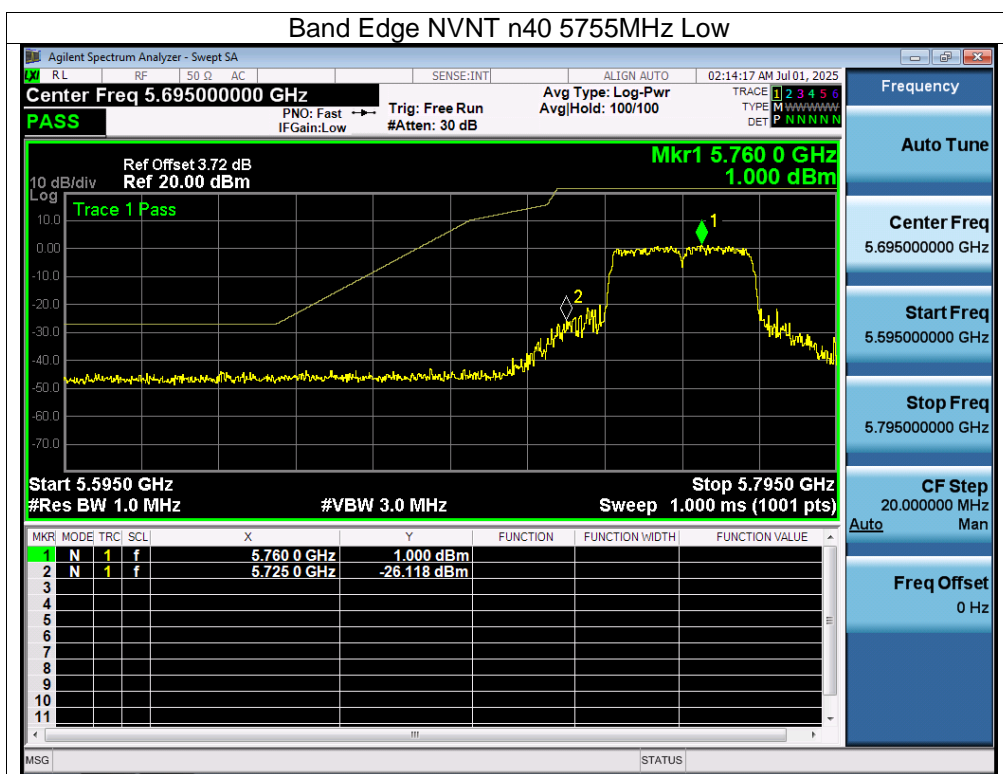 Band Edge NVNT n40 5755MHz Low
Agilent Spectrum Analyzer - Swept SA
LXI RL RF 50 Ω AC SENSE:INT ALIGN AUTO 02:14:17 AM Jul 01, 2025
Center Freq 5.695000000 GHz
PASS
PNO: Fast
IFGain:Low
Trig: Free Run
#Atten: 30 dB
Avg Type: Log-Pwr
Avg|Hold: 100/100
TRACE 1 2 3 4 5 6
TYPE M WWWWW
DET P N N N N N
Ref Offset 3.72 dB
10 dB/div Ref 20.00 dBm
Log
Mkr1 5.760 0 GHz
1.000 dBm
Trace 1 Pass
10.0
0.00
-10.0
-20.0
-30.0
-40.0
-50.0
-60.0
-70.0
1
2
Start 5.5950 GHz Stop 5.7950 GHz
#Res BW 1.0 MHz #VBW 3.0 MHz Sweep 1.000 ms (1001 pts)
MKR MODE TRC SCL X Y FUNCTION FUNCTION WIDTH FUNCTION VALUE
1 N 1 f 5.760 0 GHz 1.000 dBm
2 N 1 f 5.725 0 GHz -26.118 dBm
3
4
5
6
7
8
9
10
11
MSG STATUS
Frequency
Auto Tune
Center Freq
5.695000000 GHz
Start Freq
5.595000000 GHz
Stop Freq
5.795000000 GHz
CF Step
20.000000 MHz
Auto Man
Freq Offset
0 Hz